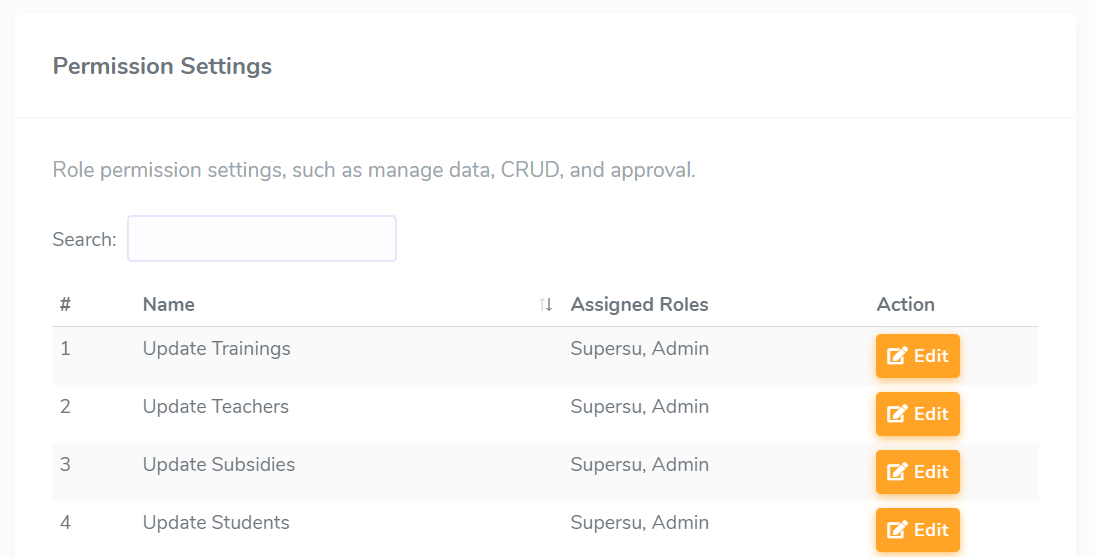 Permission Settings
Role permission settings, such as manage data, CRUD, and approval.
Search:
# Name Assigned Roles Action
1 Update Trainings Supersu, Admin Edit
2 Update Teachers Supersu, Admin Edit
3 Update Subsidies Supersu, Admin Edit
4 Update Students Supersu, Admin Edit